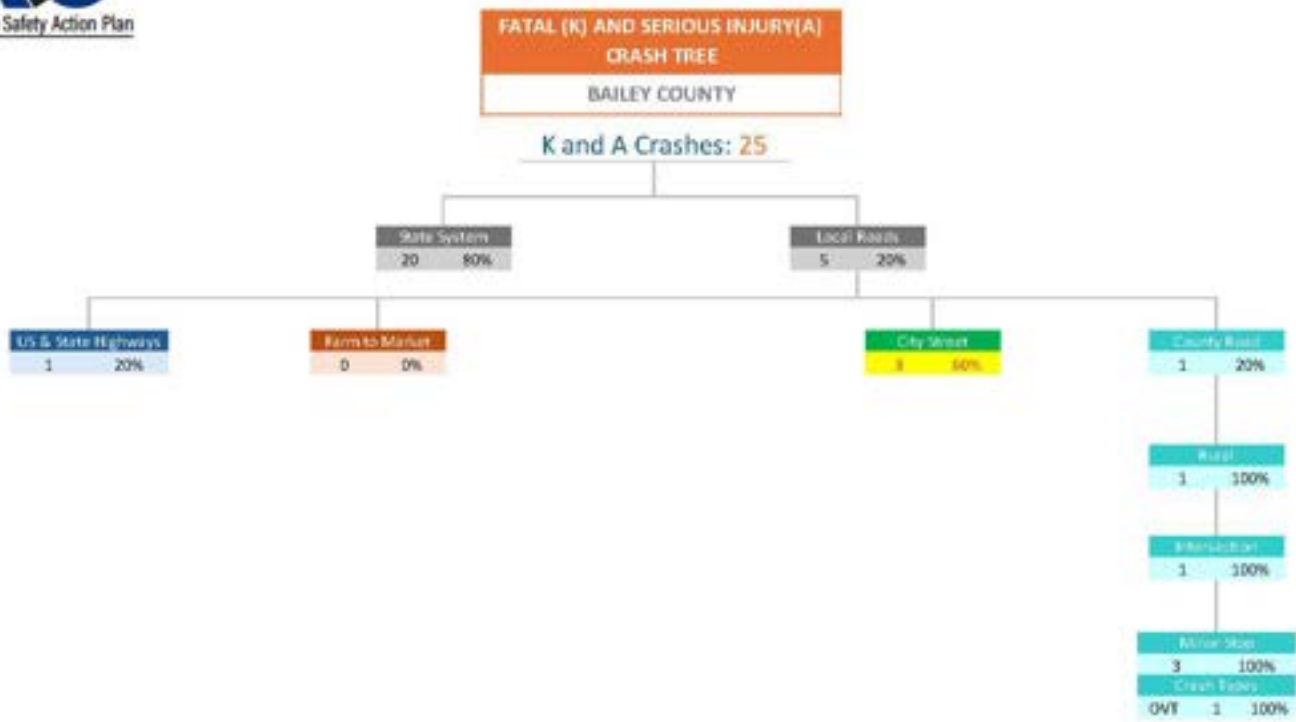 Safety Action Plan
FATAL (K) AND SERIOUS INJURY(A)
CRASH TREE
BAILEY COUNTY
K and A Crashes: 25
State System
20 80%
Local Roads
5 20%
US & State Highways
1 20%
Farm to Market
0 0%
City Street
3 60%
County Road
1 20%
Rural
1 100%
Intersection
1 100%
Minor Stop
3 100%
Crash Types
OVT 1 100%